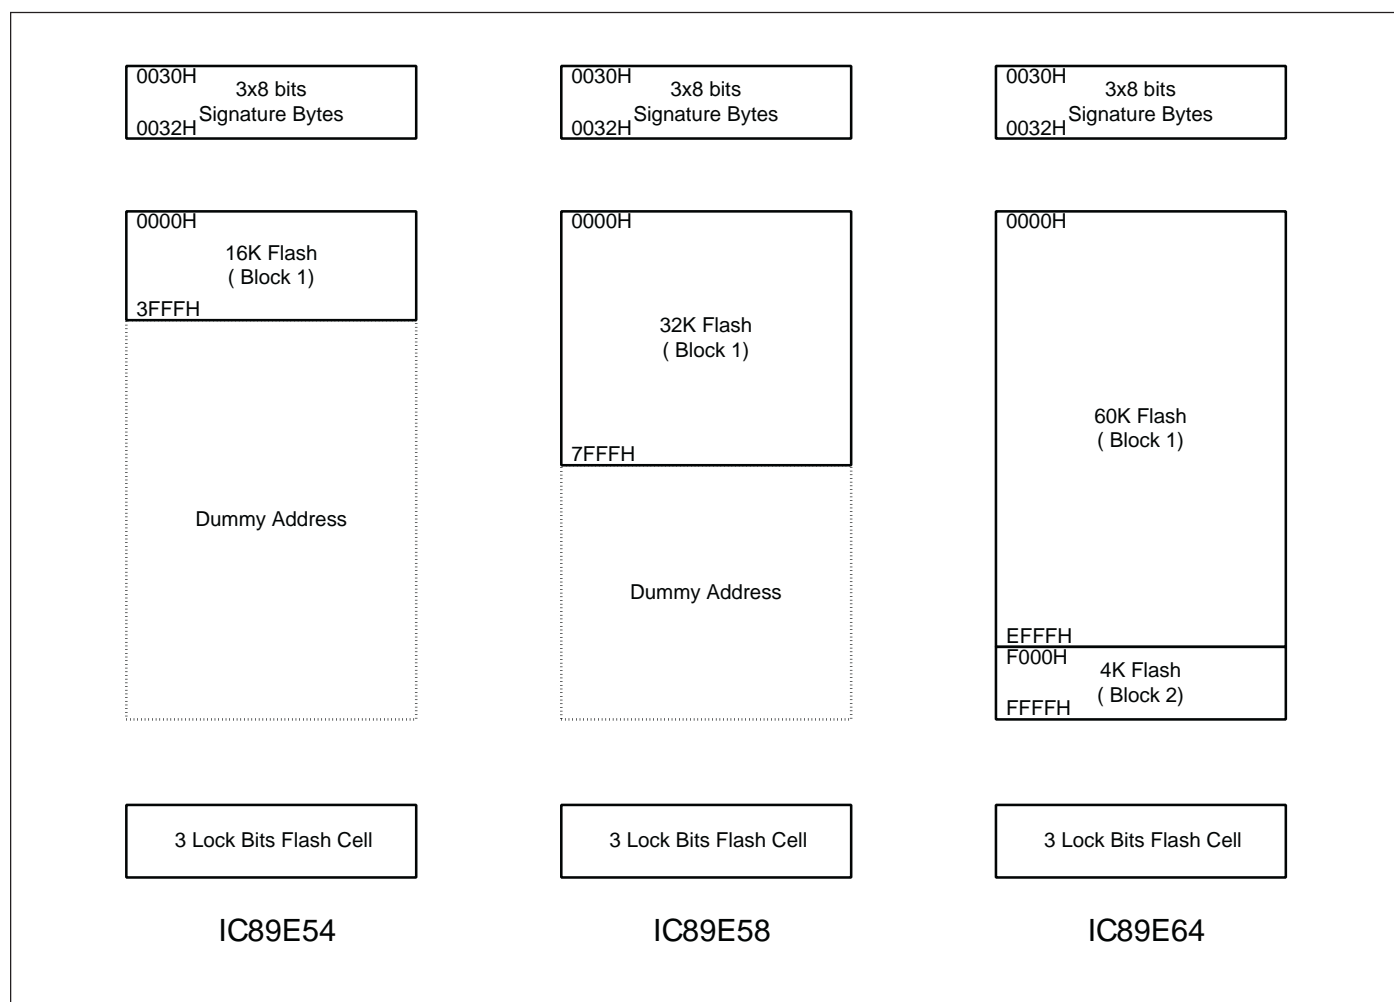 0030H
3x8 bits
Signature Bytes
0032H
0000H
16K Flash
( Block 1)
3FFFH
Dummy Address
3 Lock Bits Flash Cell
IC89E54
0030H
3x8 bits
Signature Bytes
0032H
0000H
32K Flash
( Block 1)
7FFFH
Dummy Address
3 Lock Bits Flash Cell
IC89E58
0030H
3x8 bits
Signature Bytes
0032H
0000H
60K Flash
( Block 1)
EFFFH
F000H
4K Flash
( Block 2)
FFFFH
3 Lock Bits Flash Cell
IC89E64